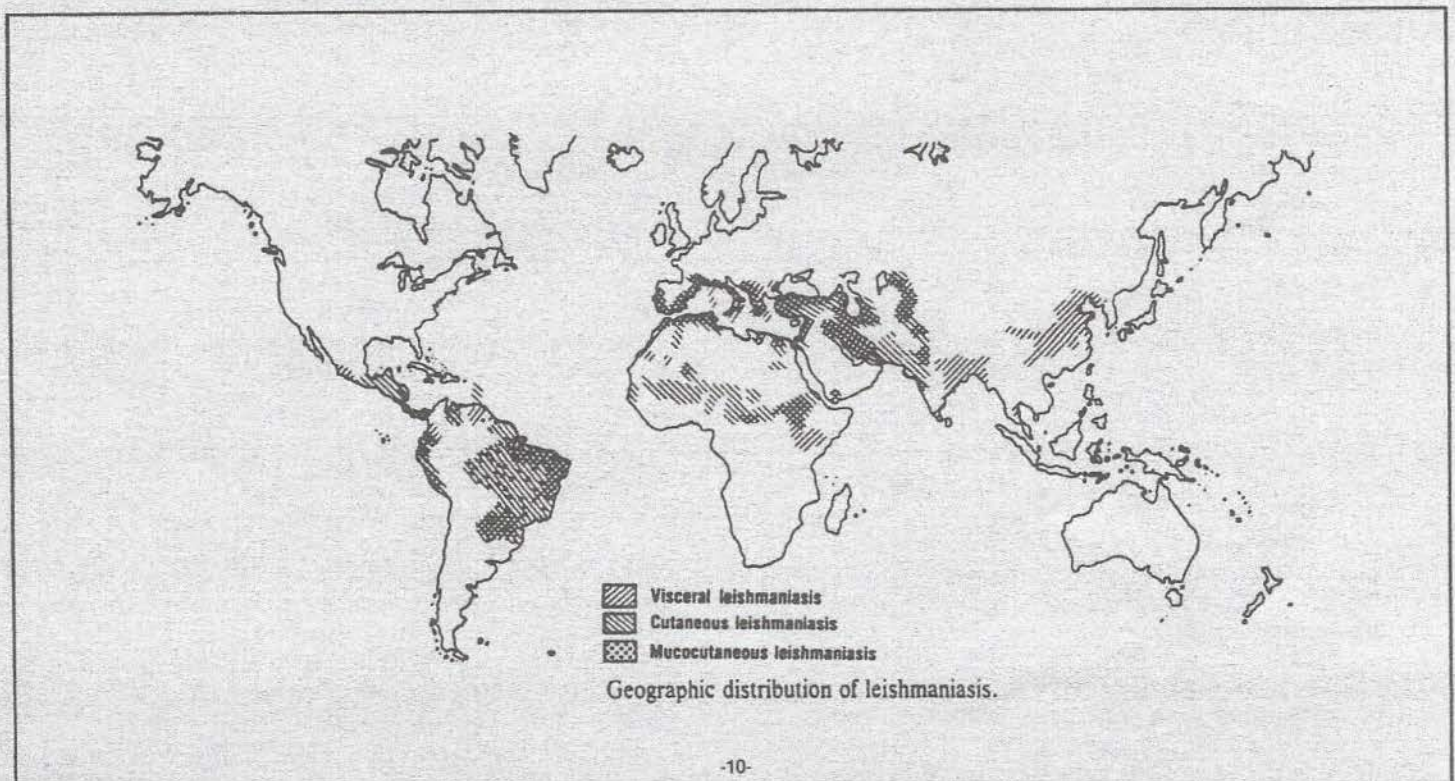 Visceral leishmaniasis
Cutaneous leishmaniasis
Mucocutaneous leishmaniasis
Geographic distribution of leishmaniasis.
-10-